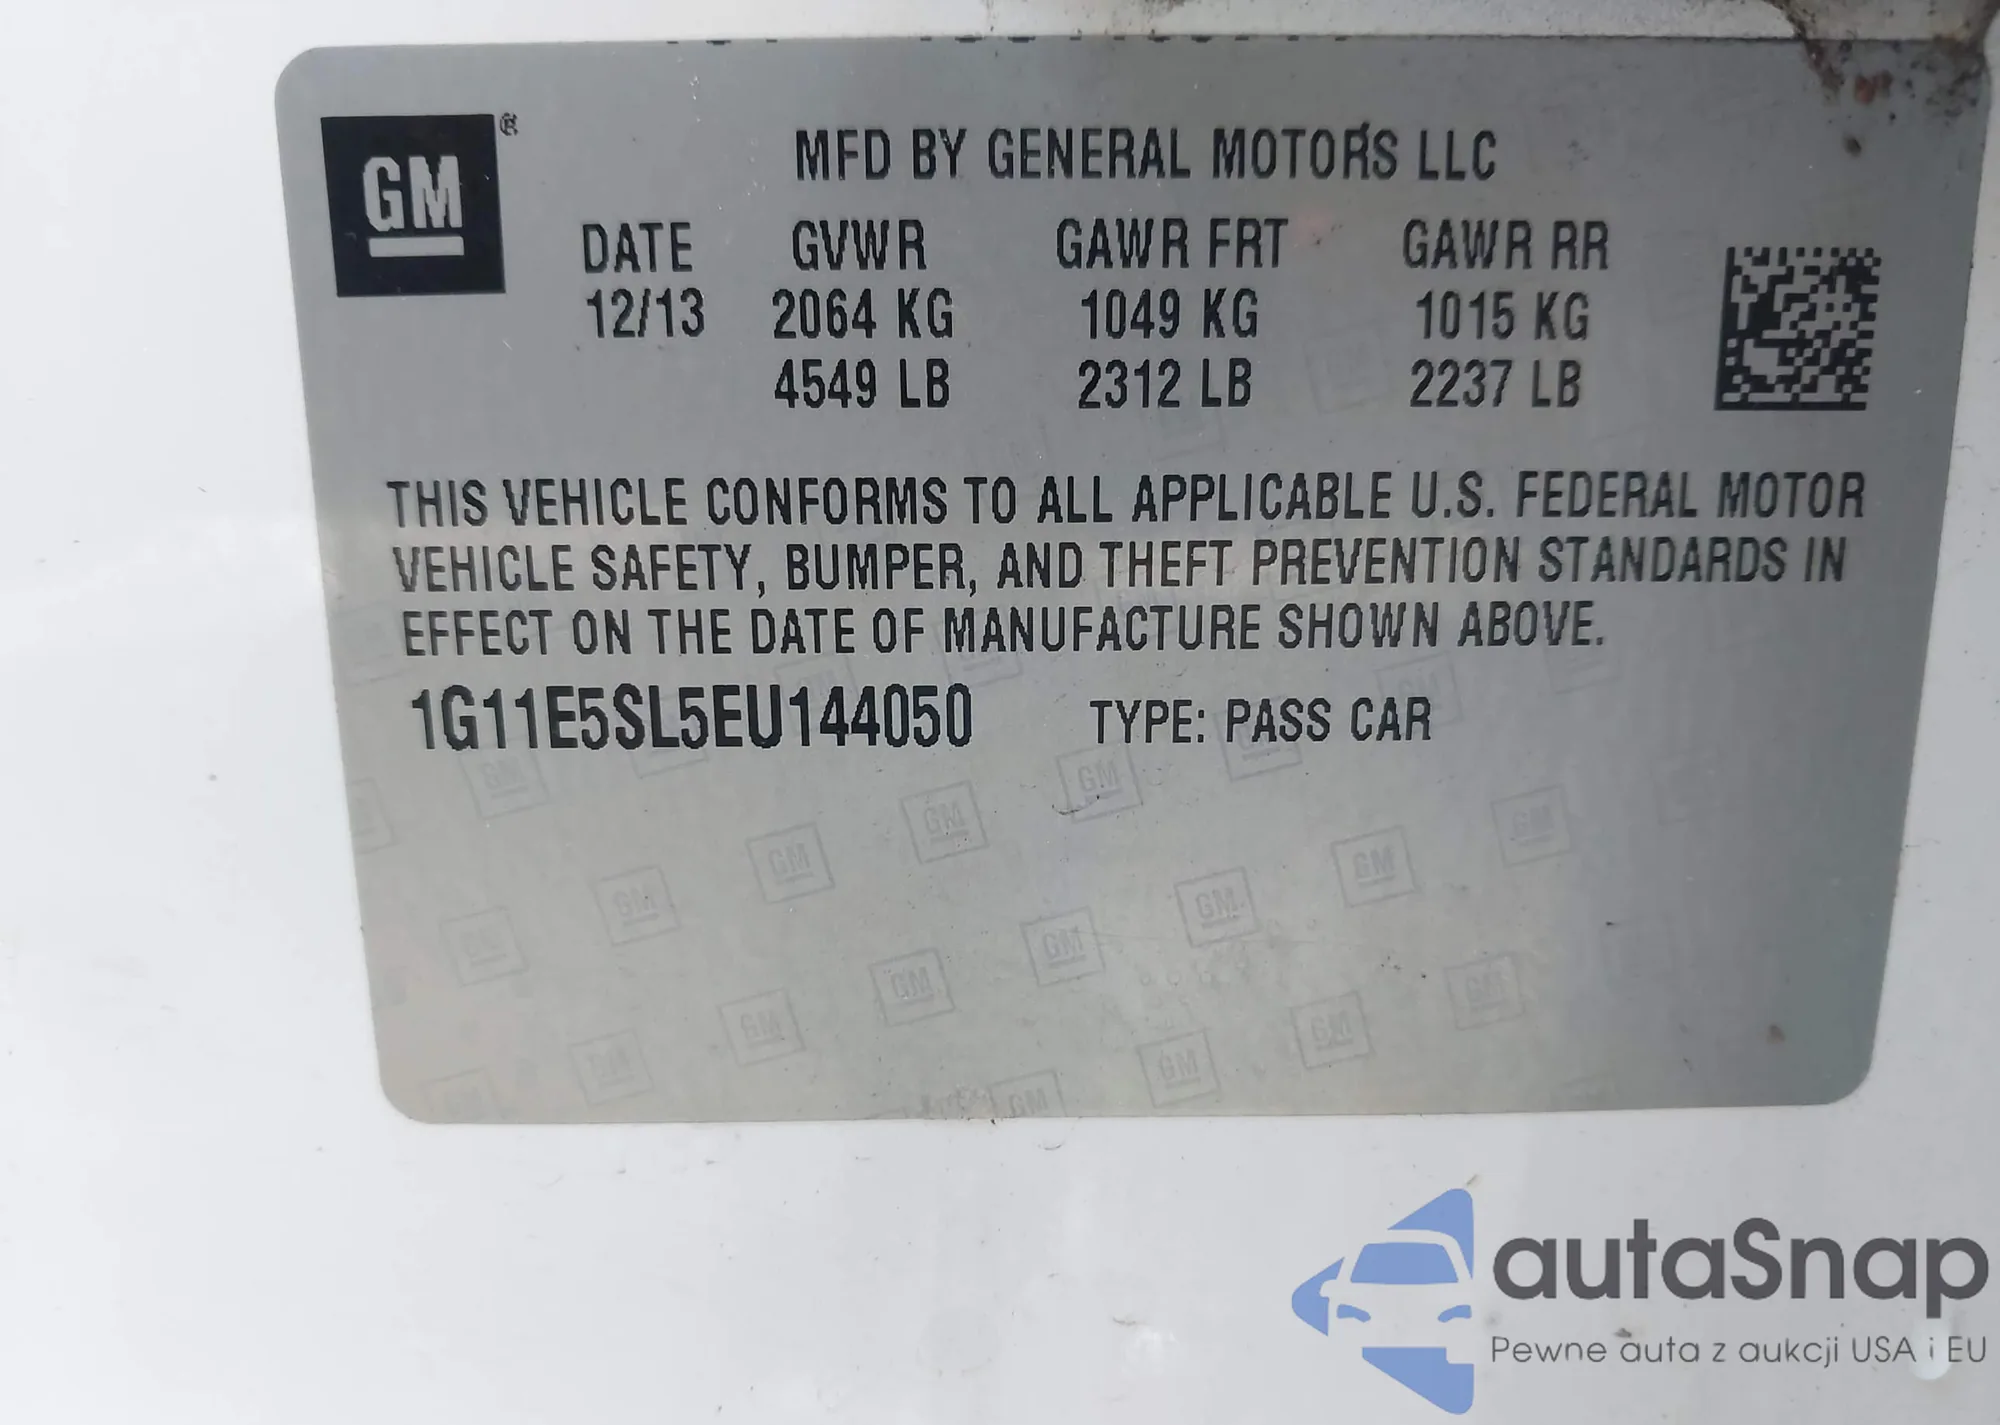 GM ®
MFD BY GENERAL MOTORS LLC
DATE GVWR GAWR FRT GAWR RR
12/13 2064 KG 1049 KG 1015 KG
4549 LB 2312 LB 2237 LB
THIS VEHICLE CONFORMS TO ALL APPLICABLE U.S. FEDERAL MOTOR
VEHICLE SAFETY, BUMPER, AND THEFT PREVENTION STANDARDS IN
EFFECT ON THE DATE OF MANUFACTURE SHOWN ABOVE.
1G11E5SL5EU144050 TYPE: PASS CAR
autaSnap
Pewne auta z aukcji USA i EU